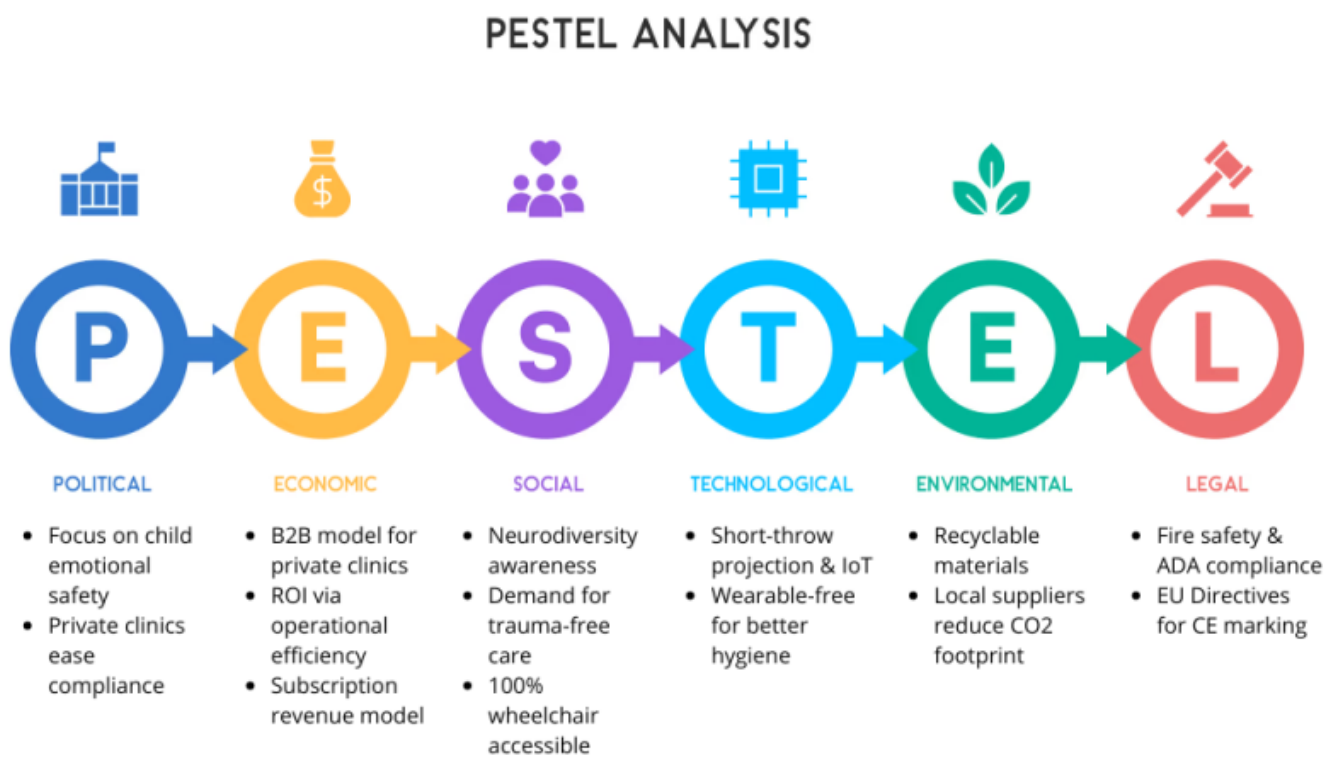 PESTEL ANALYSIS
$
P
E
S
T
E
L
POLITICAL
• Focus on child
emotional
safety
• Private clinics
ease
compliance
ECONOMIC
• B2B model for
private clinics
• ROI via
operational
efficiency
• Subscription
revenue model
SOCIAL
• Neurodiversity
awareness
• Demand for
trauma-free
care
• 100%
wheelchair
accessible
TECHNOLOGICAL
• Short-throw
projection & IoT
• Wearable-free
for better
hygiene
ENVIRONMENTAL
• Recyclable
materials
• Local suppliers
reduce CO2
footprint
LEGAL
• Fire safety &
ADA compliance
• EU Directives
for CE marking